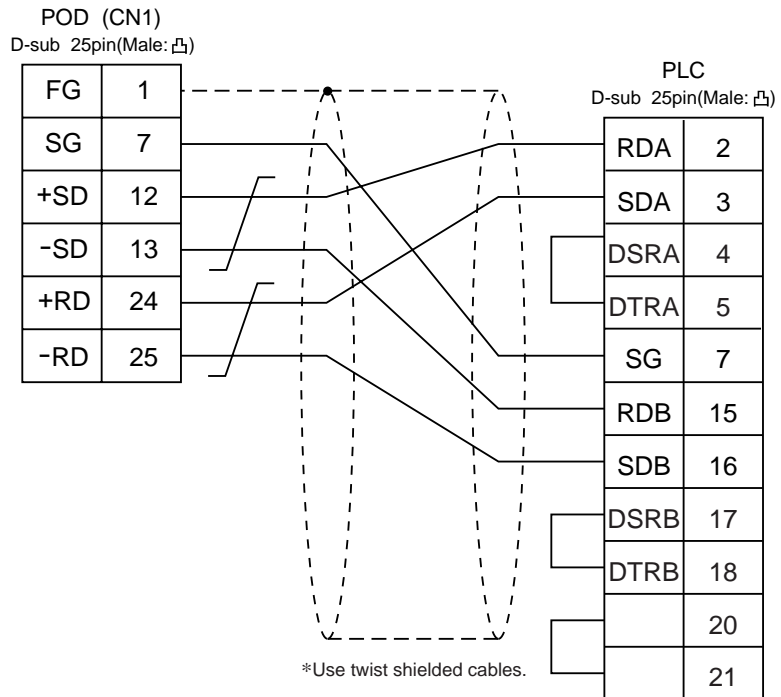 POD (CN1)
D-sub 25pin(Male: 凸)
FG 1
SG 7
+SD 12
-SD 13
+RD 24
-RD 25
PLC
D-sub 25pin(Male: 凸)
RDA 2
SDA 3
DSRA 4
DTRA 5
SG 7
RDB 15
SDB 16
DSRB 17
DTRB 18
20
21
*Use twist shielded cables.